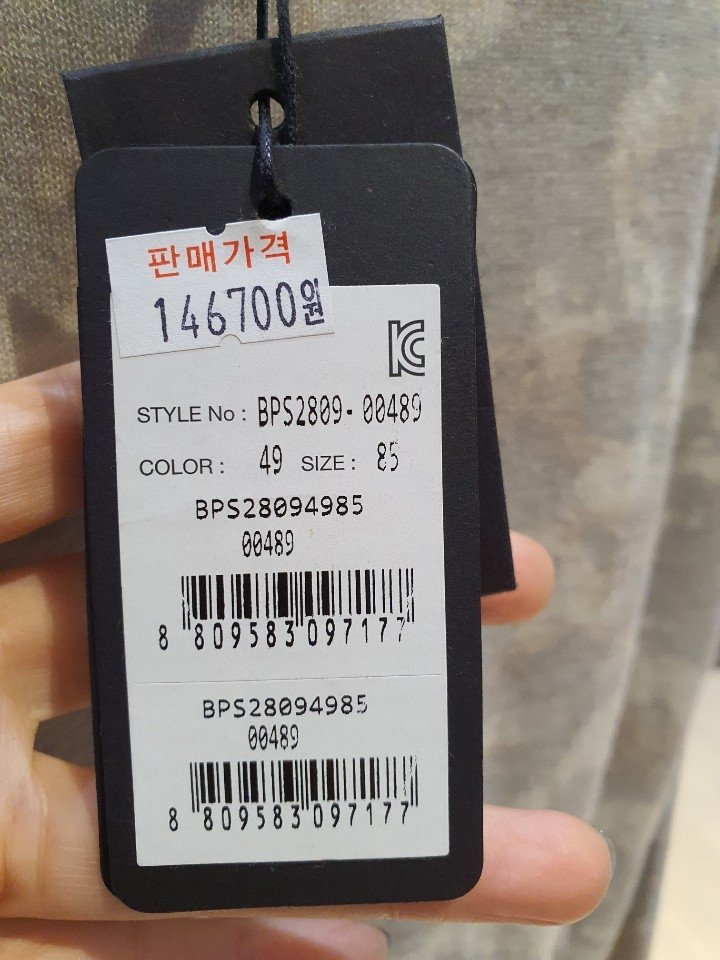 판매가격
146700원
STYLE No : BPS2809-00489
COLOR : 49 SIZE : 85
BPS28094985
00489
8 809583 097177
BPS28094985
00489
8 809583 097177